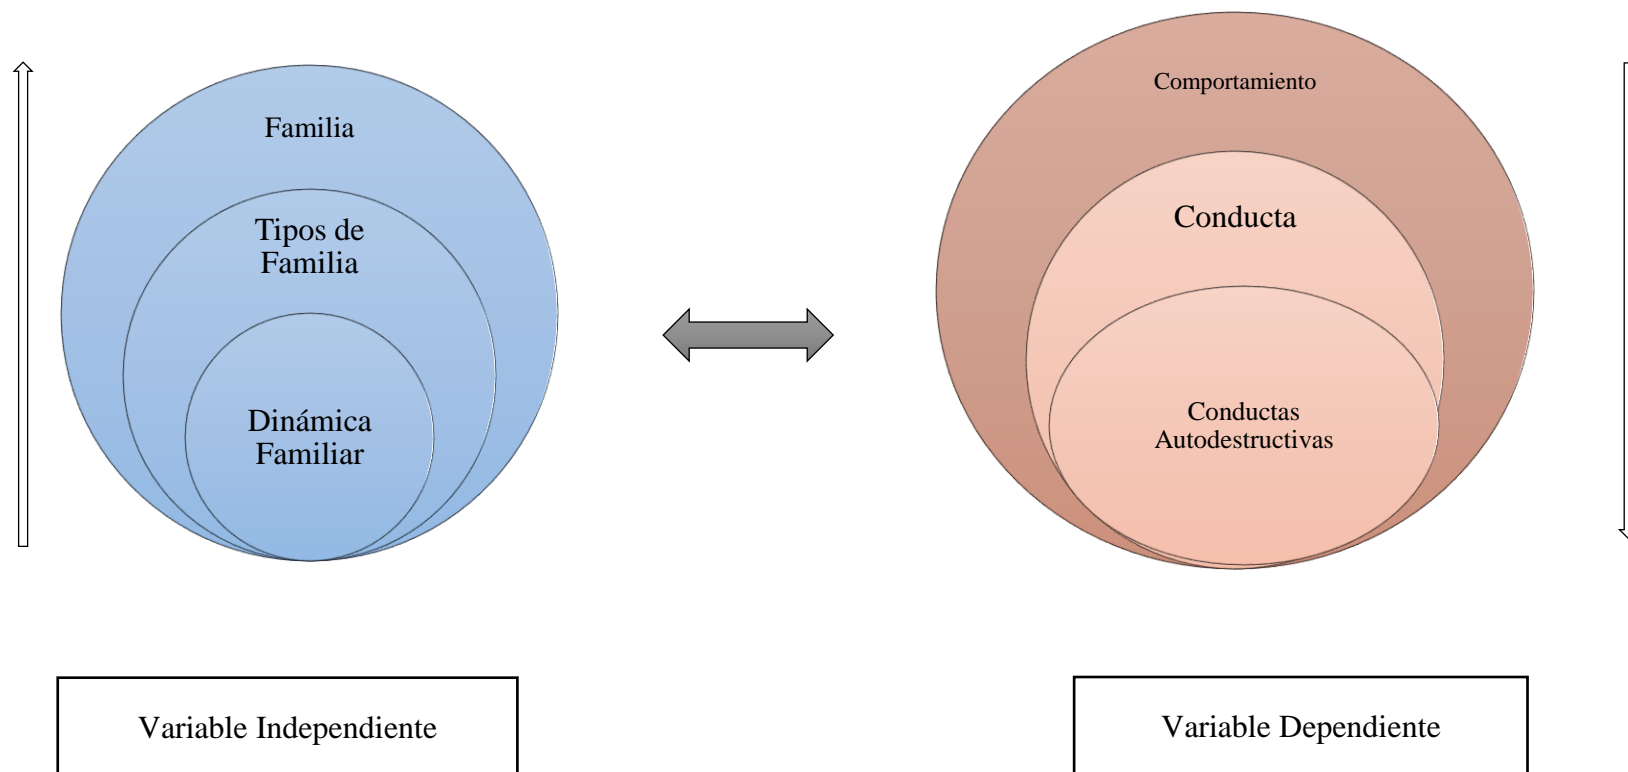 Familia
Tipos de
Familia
Dinámica
Familiar
Comportamiento
Conducta
Conductas
Autodestructivas
Variable Independiente
Variable Dependiente